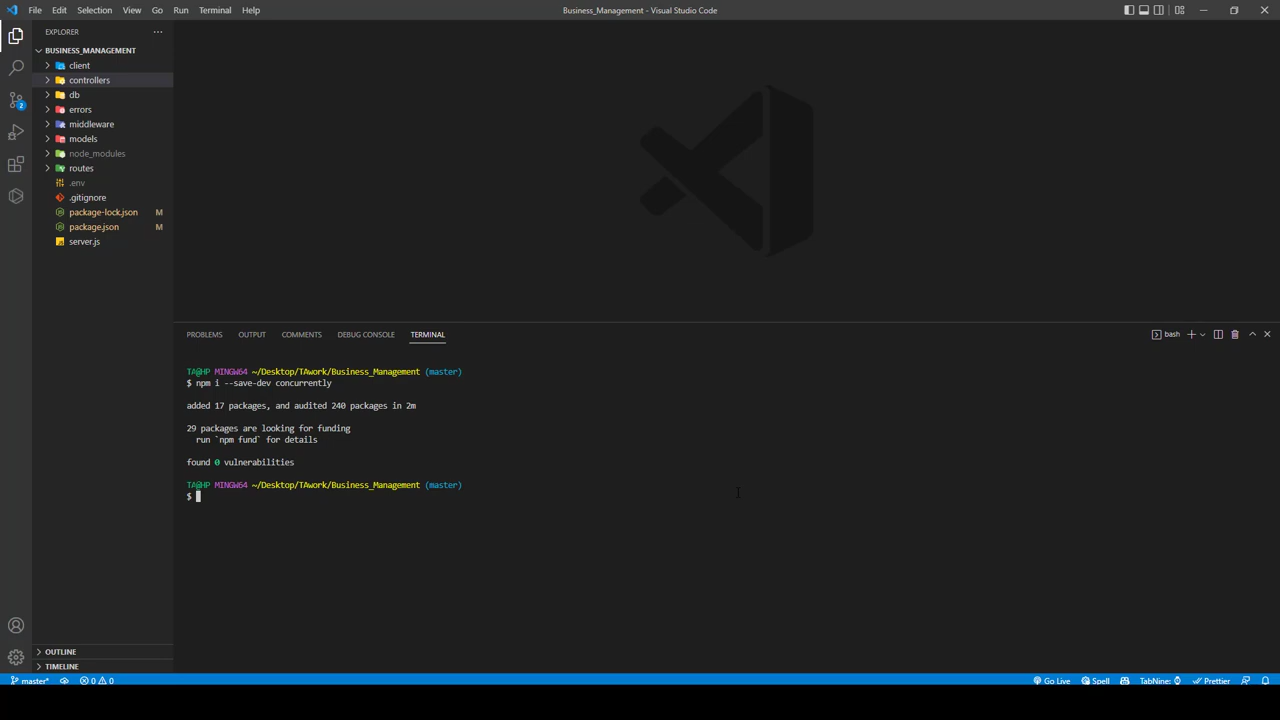 File Edit Selection View Go Run Terminal Help
Business_Management - Visual Studio Code
EXPLORER
BUSINESS_MANAGEMENT
client
controllers
db
errors
middleware
models
node_modules
routes
.env
.gitignore
package-lock.json M
package.json M
server.js
2
PROBLEMS OUTPUT COMMENTS DEBUG CONSOLE TERMINAL
bash
TA@HP MINGW64 ~/Desktop/TAwork/Business_Management (master)
$ npm i --save-dev concurrently
added 17 packages, and audited 240 packages in 2m
29 packages are looking for funding
run `npm fund` for details
found 0 vulnerabilities
TA@HP MINGW64 ~/Desktop/TAwork/Business_Management (master)
$
OUTLINE
TIMELINE
master* 0 0
Go Live Spell TabNine: Prettier